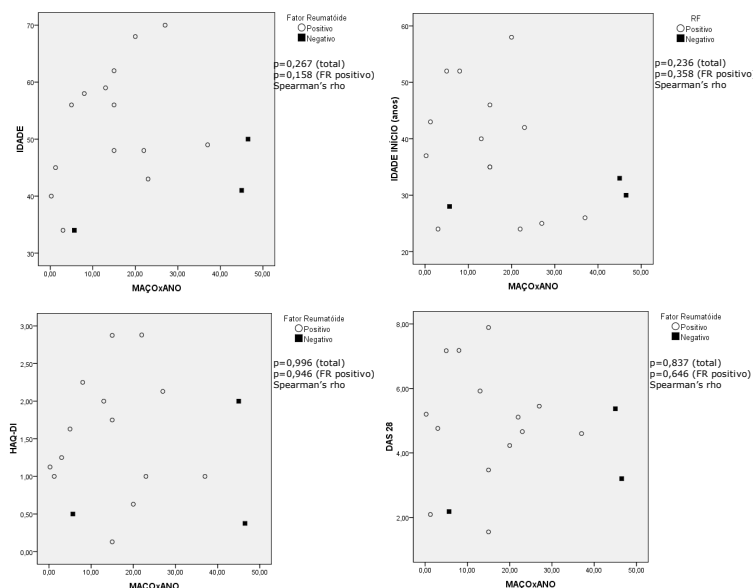 Fator Reumatóide
Positivo
Negativo
p=0,267 (total)
p=0,158 (FR positivo)
Spearman's rho
IDADE
70
60
50
40
30
0,00 10,00 20,00 30,00 40,00 50,00
MAÇOxANO
RF
Positivo
Negativo
p=0,236 (total)
p=0,358 (FR positivo)
Spearman's rho
IDADE INÍCIO (anos)
60
50
40
30
20
0,00 10,00 20,00 30,00 40,00 50,00
MAÇOxANO
Fator Reumatóide
Positivo
Negativo
p=0,996 (total)
p=0,946 (FR positivo)
Spearman's rho
HAQ-DI
3,00
2,50
2,00
1,50
1,00
0,50
0,00
0,00 10,00 20,00 30,00 40,00 50,00
MAÇOxANO
Fator Reumatóide
Positivo
Negativo
p=0,837 (total)
p=0,646 (FR positivo)
Spearman's rho
DAS 28
8,00
6,00
4,00
2,00
0,00 10,00 20,00 30,00 40,00 50,00
MAÇOxANO